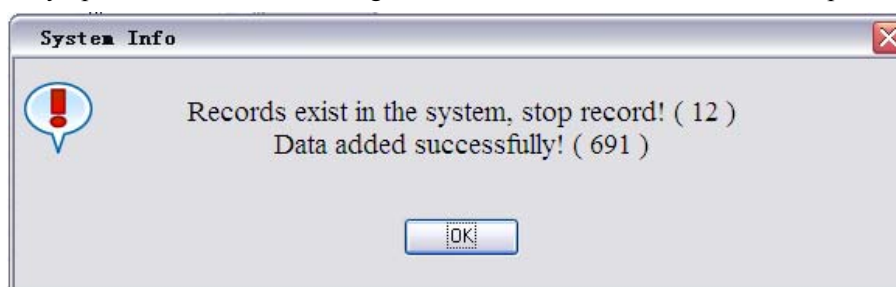 System Info
Records exist in the system, stop record! ( 12 )
Data added successfully! ( 691 )
OK